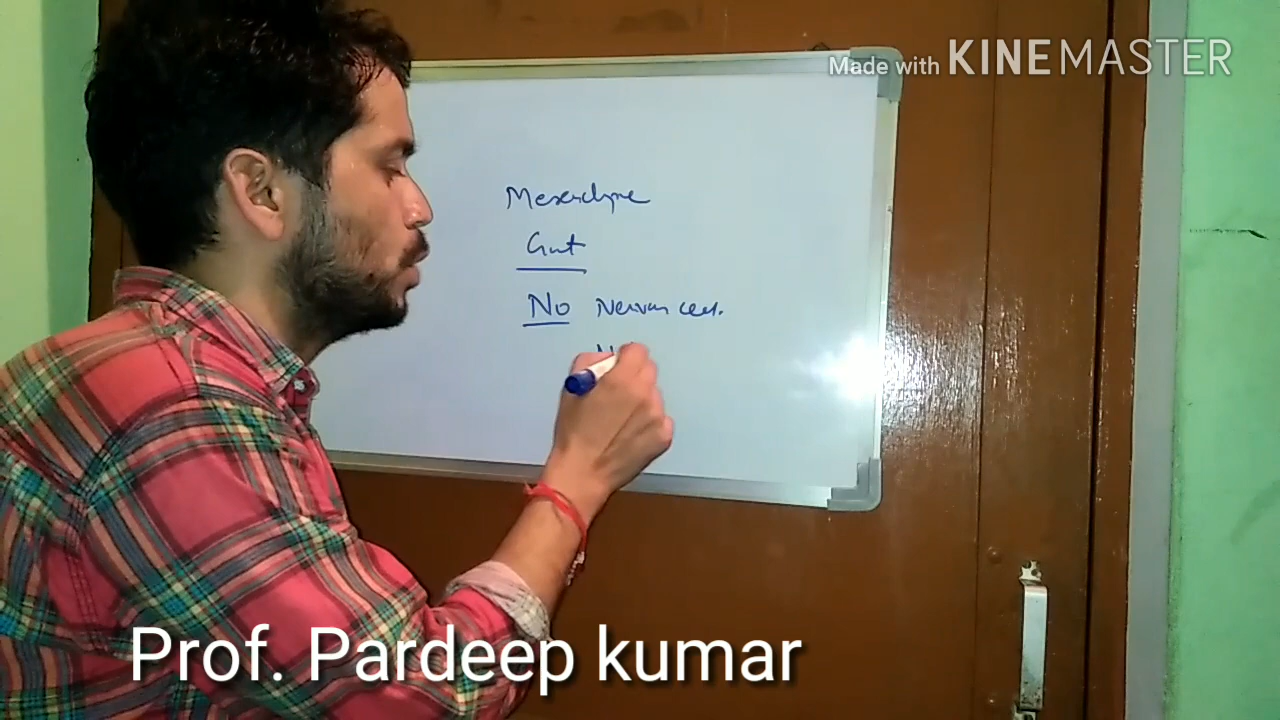 Made with KINEMASTER
Mesenchyme
Gut
No Nervous cell.
Prof. Pardeep kumar